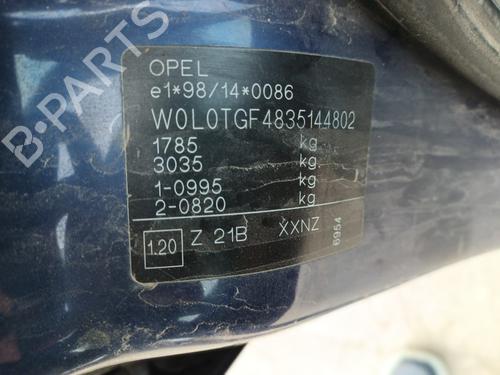 B-PARTS
OPEL
e1*98/14*0086
W0L0TGF4835144802
1785 kg
3035 kg
1-0995 kg
2-0820 kg
1.20 Z 21B XXNZ 6954